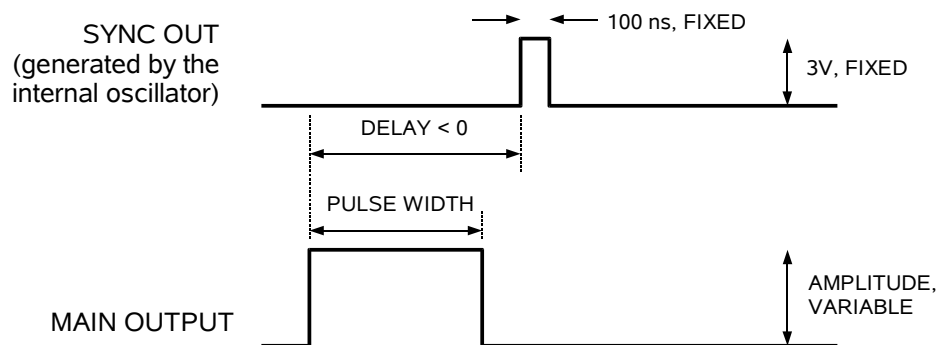 SYNC OUT
(generated by the
internal oscillator)
100 ns, FIXED
3V, FIXED
DELAY < 0
PULSE WIDTH
MAIN OUTPUT
AMPLITUDE,
VARIABLE